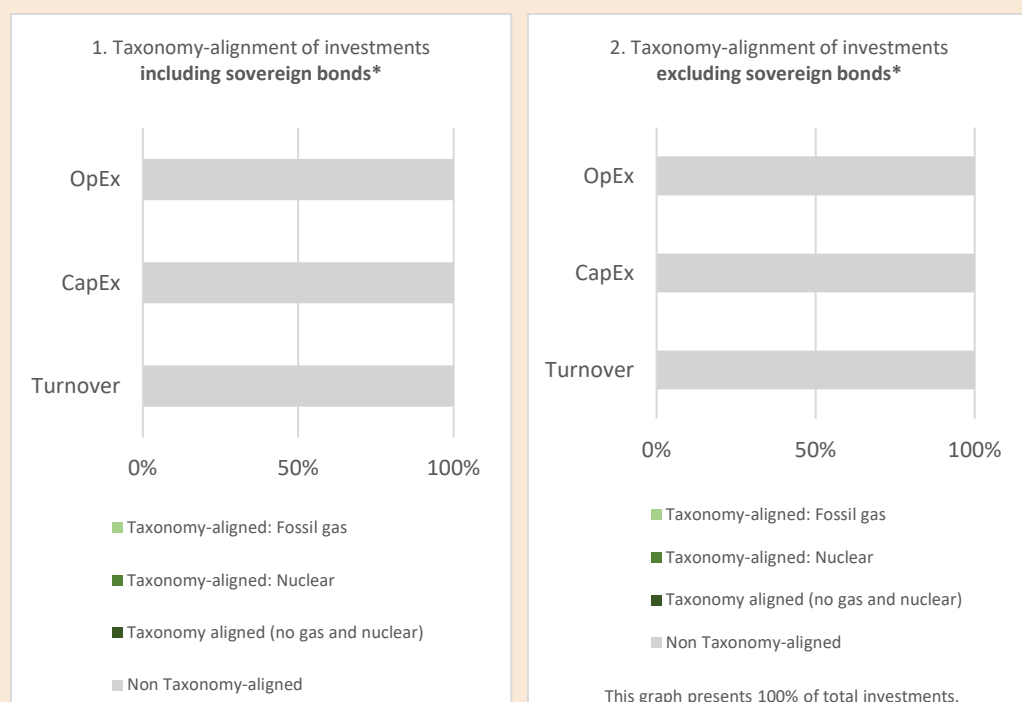 1. Taxonomy-alignment of investments
including sovereign bonds*
OpEx
CapEx
Turnover
0%
50%
100%
Taxonomy-aligned: Fossil gas
Taxonomy-aligned: Nuclear
Taxonomy aligned (no gas and nuclear)
Non Taxonomy-aligned
2. Taxonomy-alignment of investments
excluding sovereign bonds*
OpEx
CapEx
Turnover
0%
50%
100%
Taxonomy-aligned: Fossil gas
Taxonomy-aligned: Nuclear
Taxonomy aligned (no gas and nuclear)
Non Taxonomy-aligned
This graph presents 100% of total investments.